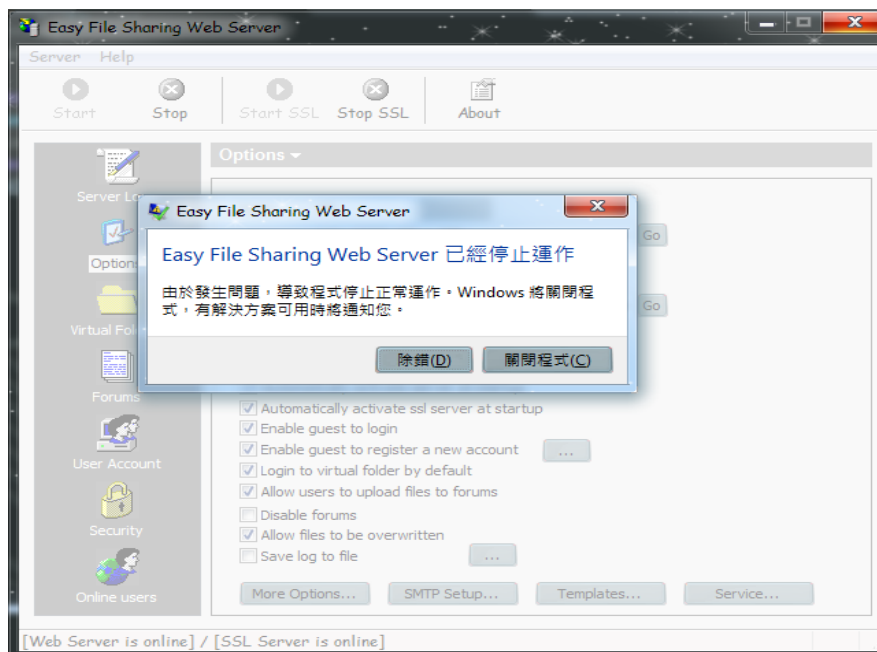 Easy File Sharing Web Server
Server Help
Start Stop Start SSL Stop SSL About
Options
Server
Go
Easy File Sharing Web Server
Easy File Sharing Web Server 已經停止運作
Option
由於發生問題，導致程式停止正常運作。Windows 將關閉程
式，有解決方案可用時將通知您。
Go
Virtual
除錯(D) 關閉程式(C)
Forums
Automatically activate ssl server at startup
Enable guest to login
Enable guest to register a new account ...
User Account
Login to virtual folder by default
Allow users to upload files to forums
Disable forums
Security
Allow files to be overwritten
Save log to file ...
Online users
More Options... SMTP Setup... Templates... Service...
[Web Server is online] / [SSL Server is online]